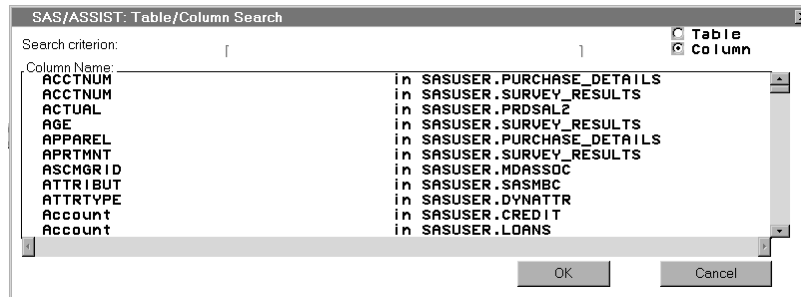 SAS/ASSIST: Table/Column Search
Table
Search criterion: [ ]
Column
Column Name:
ACCTNUM in SASUSER.PURCHASE_DETAILS
ACCTNUM in SASUSER.SURVEY_RESULTS
ACTUAL in SASUSER.PRDSAL2
AGE in SASUSER.SURVEY_RESULTS
APPAREL in SASUSER.PURCHASE_DETAILS
APRTMNT in SASUSER.SURVEY_RESULTS
ASCMGRID in SASUSER.MDASSOC
ATTRIBUT in SASUSER.SASMBC
ATTRTYPE in SASUSER.DYNATTR
Account in SASUSER.CREDIT
Account in SASUSER.LOANS
OK Cancel